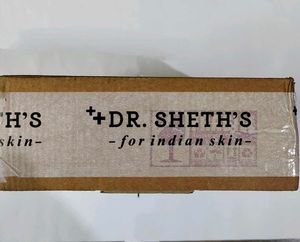 H'S
skin-
DR. SHETH'S
- for indian skin -